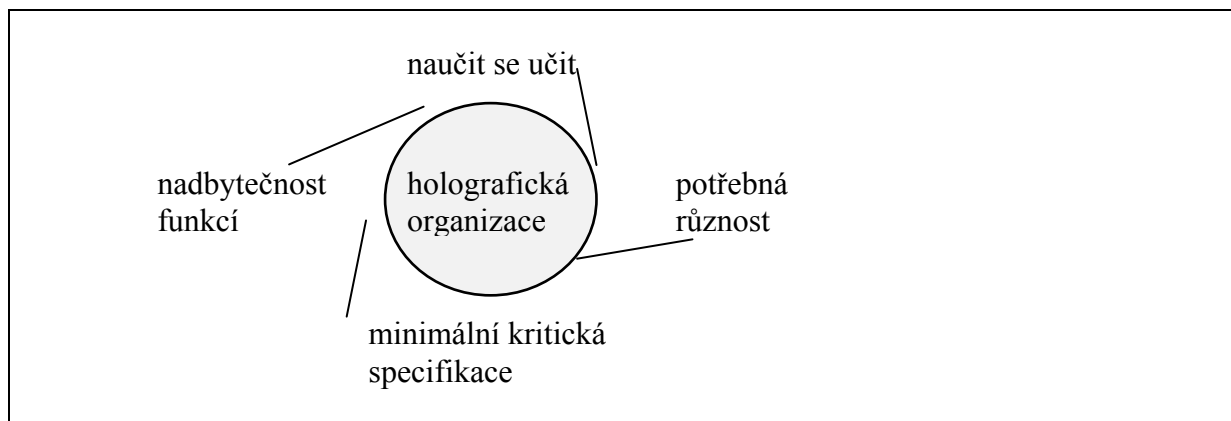 naučit se učit
nadbytečnost
funkcí
holografická
organizace
potřebná
různost
minimální kritická
specifikace